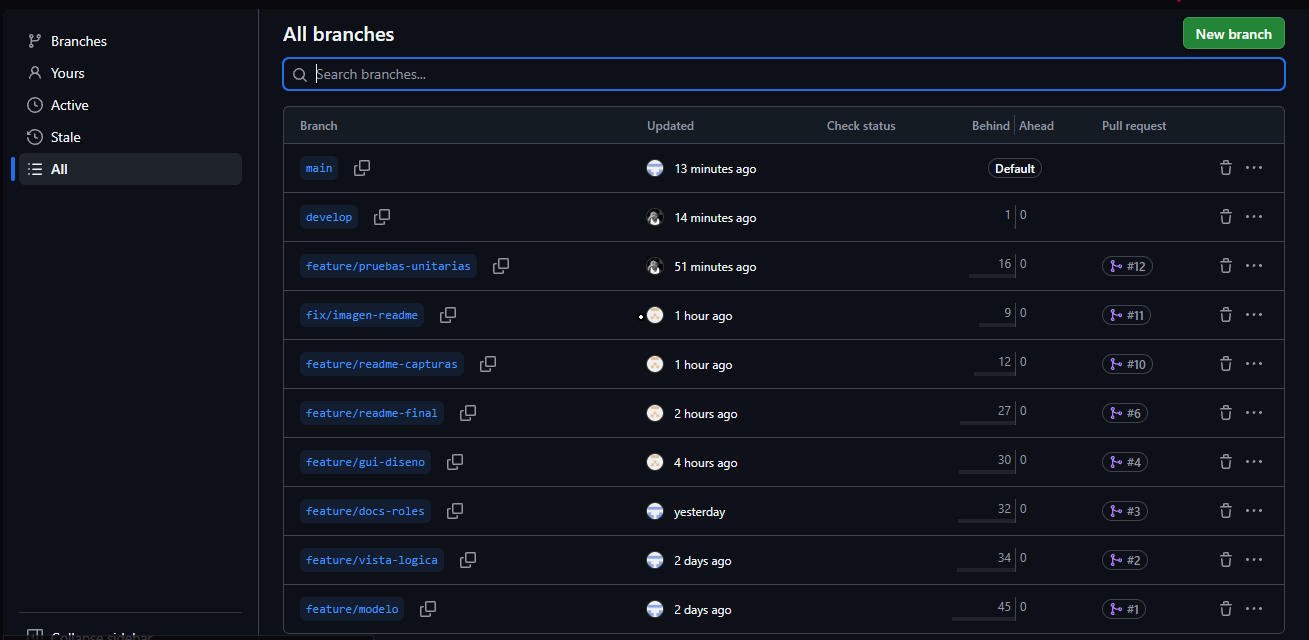 Branches
Yours
Active
Stale
All
Collapse sidebar
All branches
New branch
Search branches...
Branch Updated Check status Behind Ahead Pull request
main 13 minutes ago Default
develop 14 minutes ago 1 0
feature/pruebas-unitarias 51 minutes ago 16 0 #12
fix/imagen-readme 1 hour ago 9 0 #11
feature/readme-capturas 1 hour ago 12 0 #10
feature/readme-final 2 hours ago 27 0 #6
feature/gui-diseno 4 hours ago 30 0 #4
feature/docs-roles yesterday 32 0 #3
feature/vista-logica 2 days ago 34 0 #2
feature/modelo 2 days ago 45 0 #1